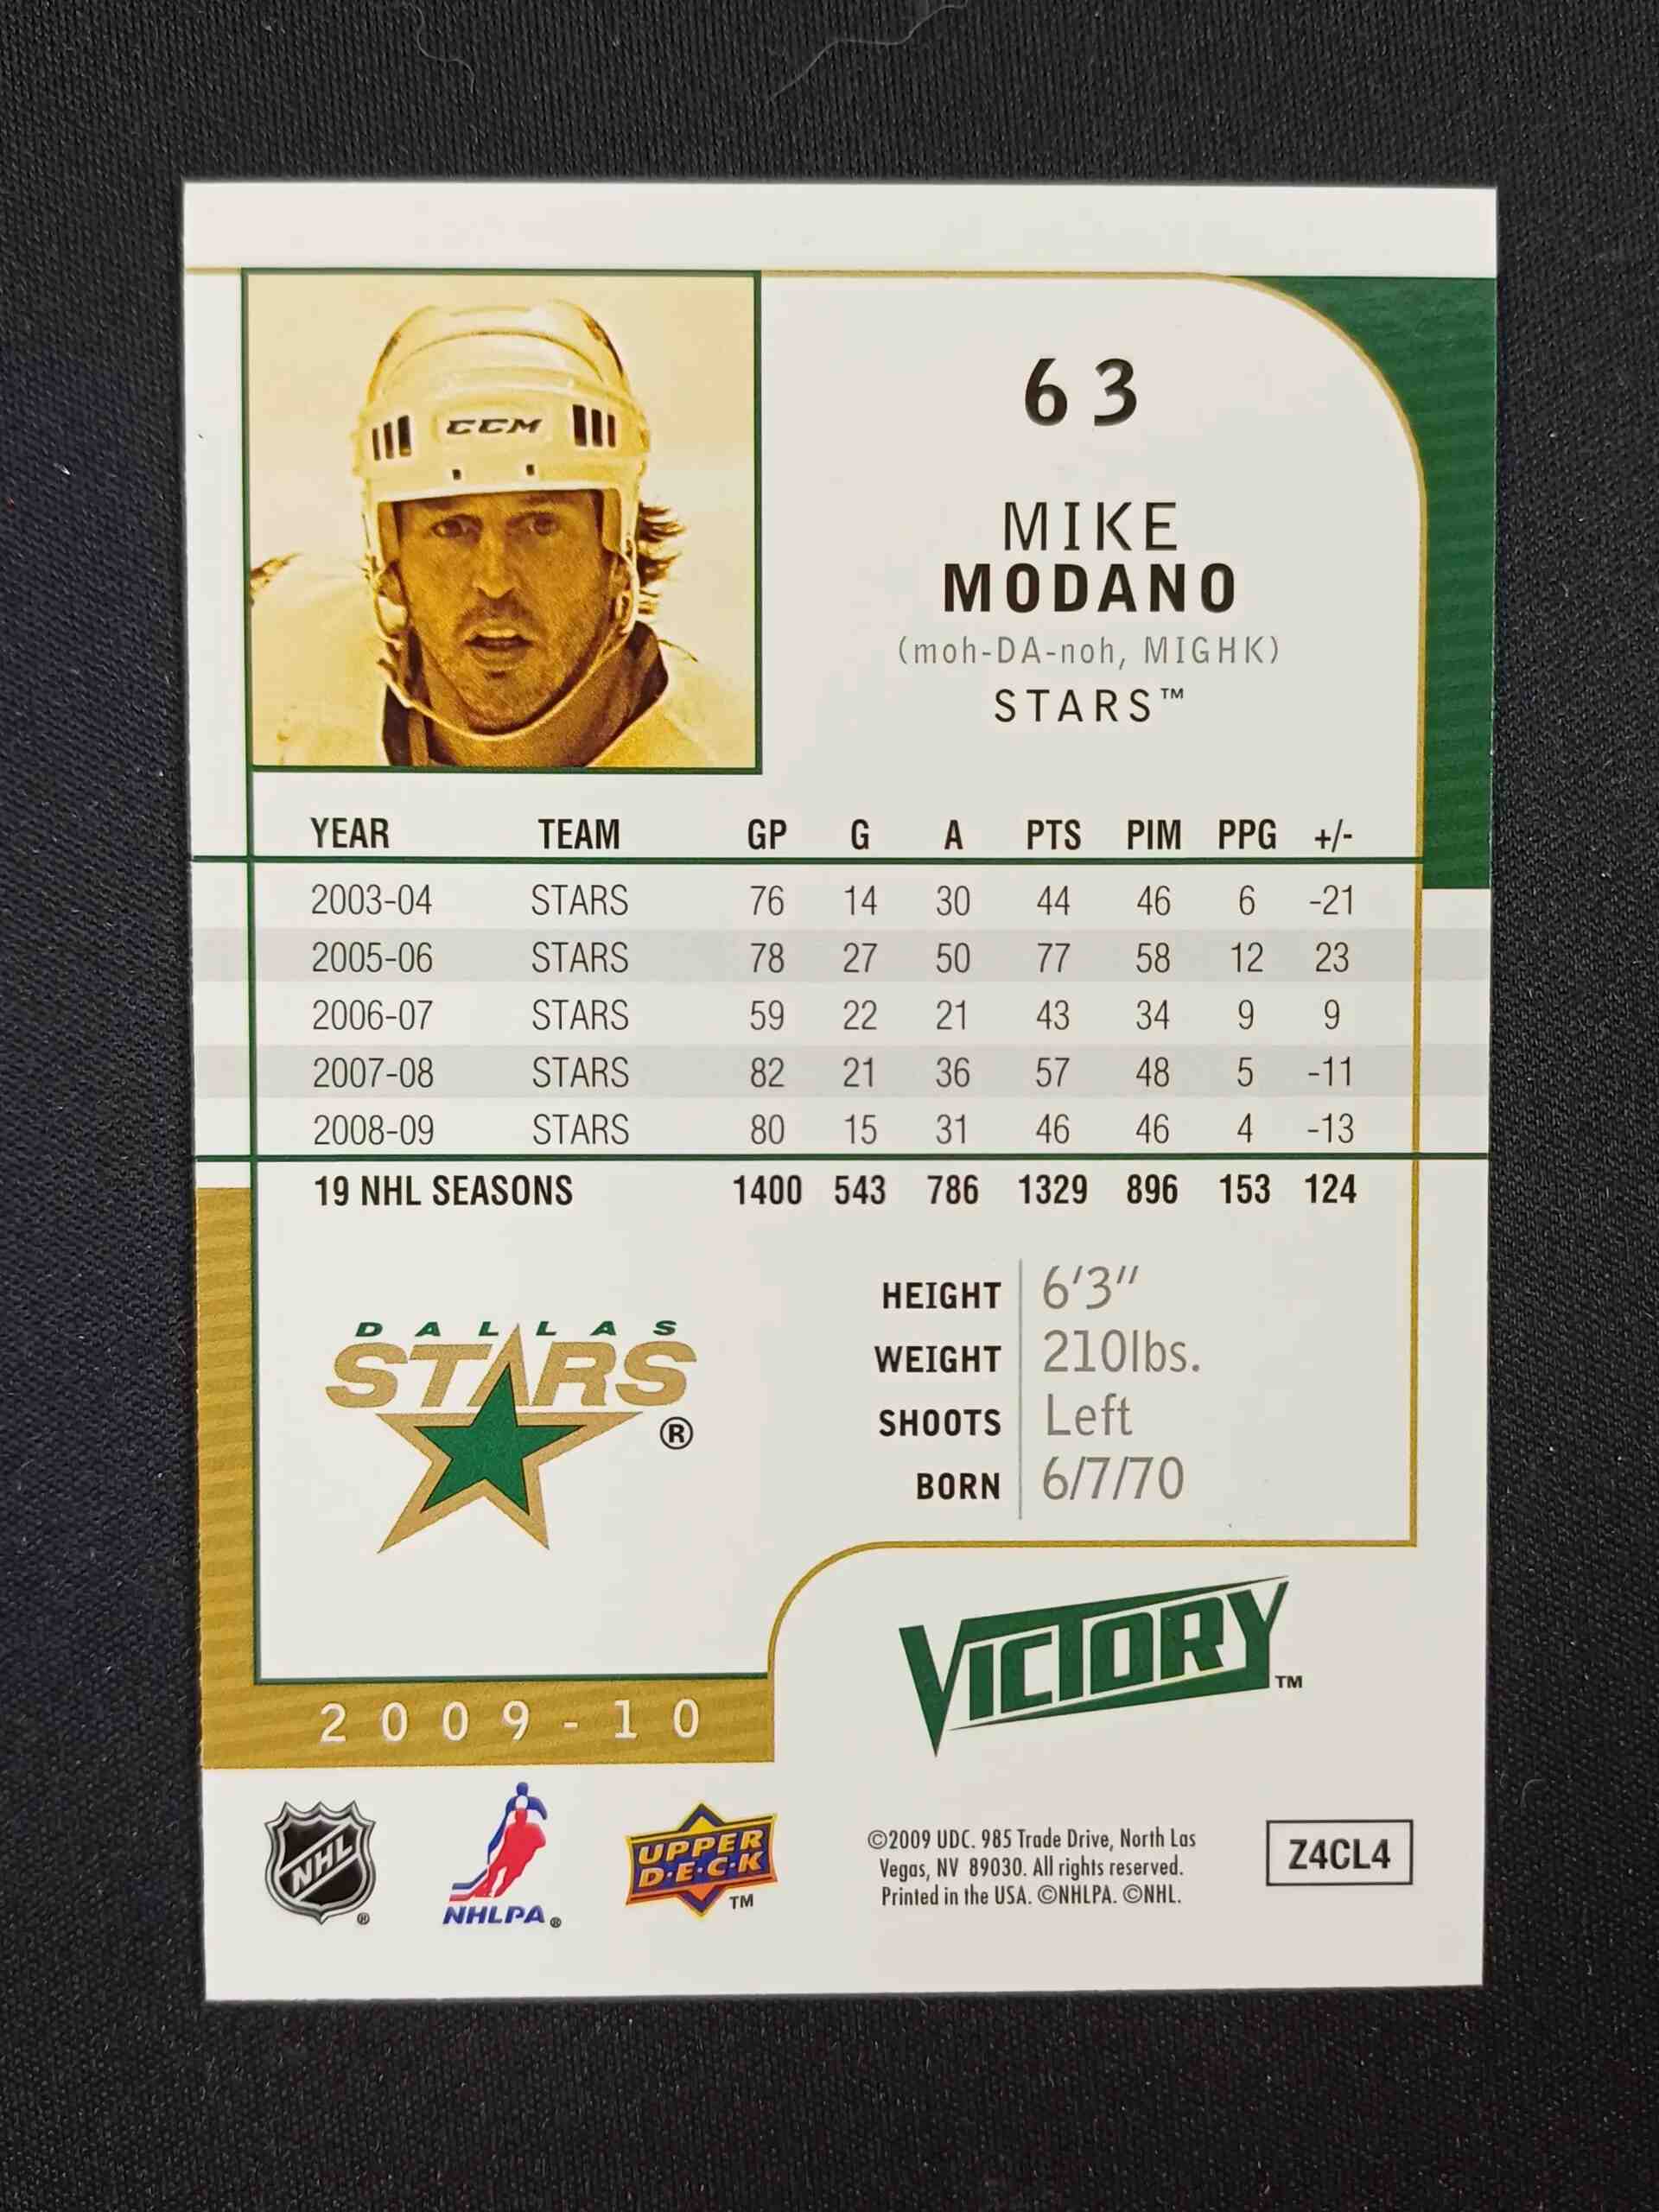 CCM
63
MIKE
MODANO
(moh-DA-noh, MIGHK)
STARS™
YEAR TEAM GP G A PTS PIM PPG +/-
2003-04 STARS 76 14 30 44 46 6 -21
2005-06 STARS 78 27 50 77 58 12 23
2006-07 STARS 59 22 21 43 34 9 9
2007-08 STARS 82 21 36 57 48 5 -11
2008-09 STARS 80 15 31 46 46 4 -13
19 NHL SEASONS 1400 543 786 1329 896 153 124
DALLAS
STARS
®
HEIGHT 6'3"
WEIGHT 210lbs.
SHOOTS Left
BORN 6/7/70
VICTORY™
2009-10
NHL®
NHLPA®
UPPER
D·E·C·K™
©2009 UDC. 985 Trade Drive, North Las
Vegas, NV 89030. All rights reserved.
Printed in the USA. ©NHLPA. ©NHL.
Z4CL4